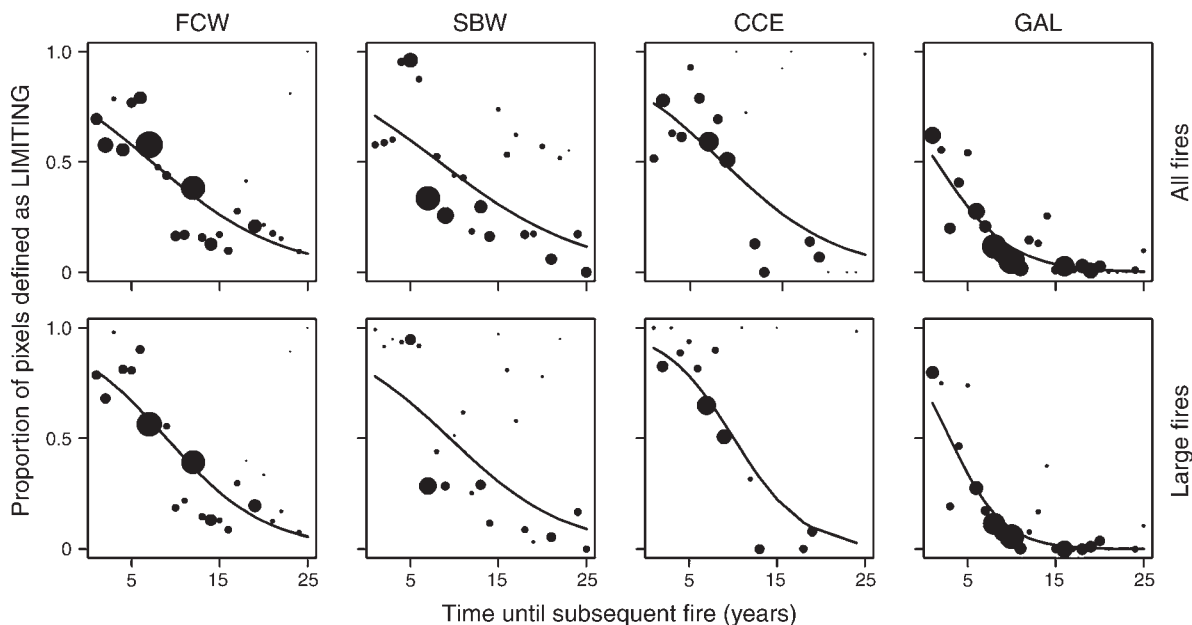 FCW SBW CCE GAL
Proportion of pixels defined as LIMITING
1.0
0.5
0
All fires
1.0
0.5
0
Large fires
5 15 25 5 15 25 5 15 25 5 15 25
Time until subsequent fire (years)